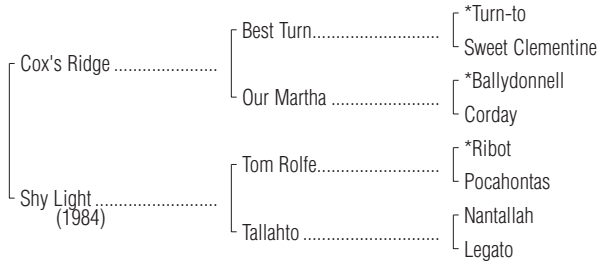 *Turn-to
Best Turn
Sweet Clementine
Cox's Ridge
*Ballydonnell
Our Martha
Corday
*Ribot
Tom Rolfe
Pocahontas
Shy Light
(1984)
Nantallah
Tallahto
Legato